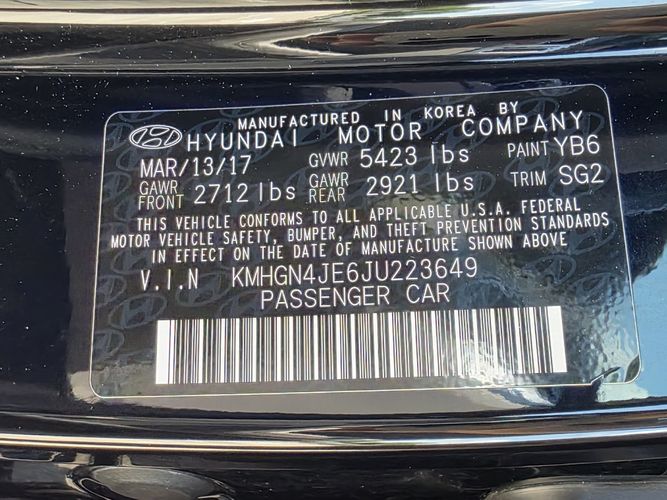 MANUFACTURED IN KOREA BY
HYUNDAI MOTOR COMPANY
MAR/13/17 GVWR 5423 lbs PAINT YB6
GAWR FRONT 2712 lbs GAWR REAR 2921 lbs TRIM SG2
THIS VEHICLE CONFORMS TO ALL APPLICABLE U.S.A. FEDERAL
MOTOR VEHICLE SAFETY, BUMPER, AND THEFT PREVENTION STANDARDS
IN EFFECT ON THE DATE OF MANUFACTURE SHOWN ABOVE
V.I.N KMHGN4JE6JU223649
PASSENGER CAR